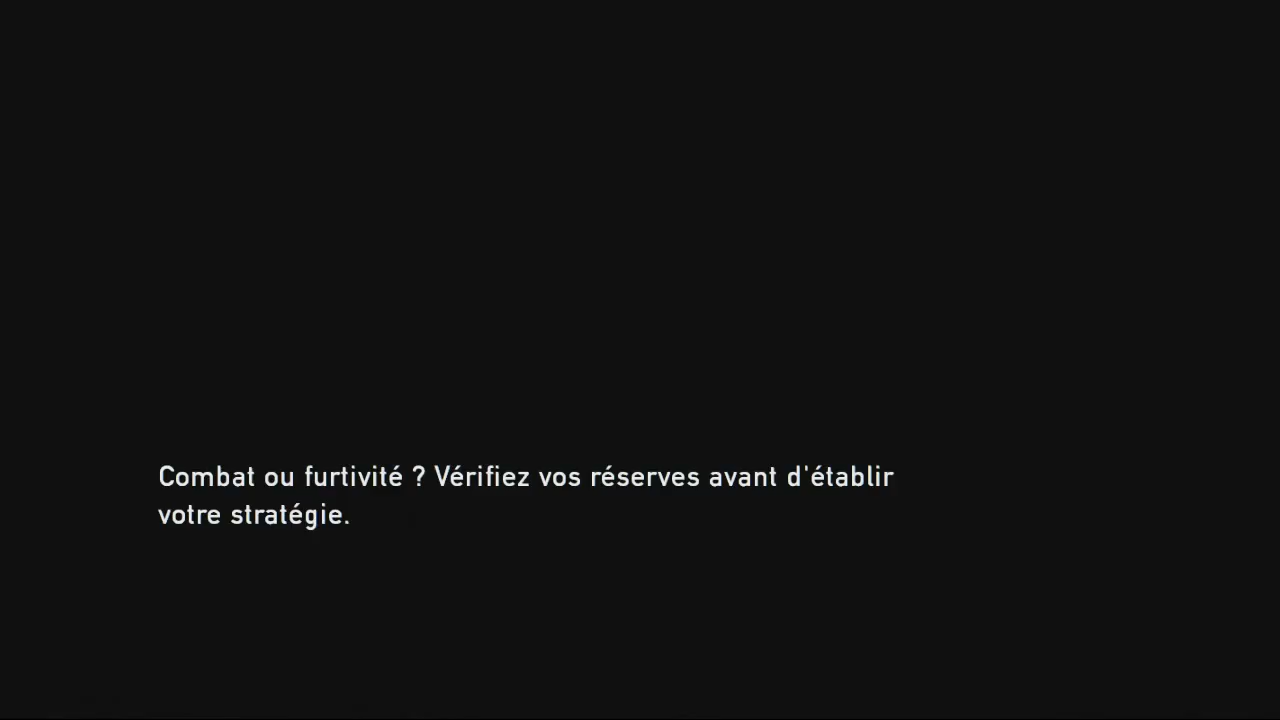 Combat ou furtivité ? Vérifiez vos réserves avant d'établir
votre stratégie.